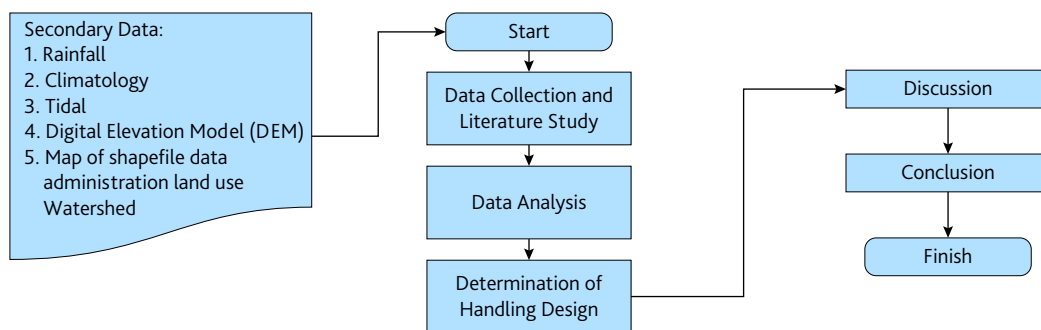 Secondary Data:
1. Rainfall
2. Climatology
3. Tidal
4. Digital Elevation Model (DEM)
5. Map of shapefile data
administration land use
Watershed
Start
Data Collection and
Literature Study
Data Analysis
Determination of
Handling Design
Discussion
Conclusion
Finish